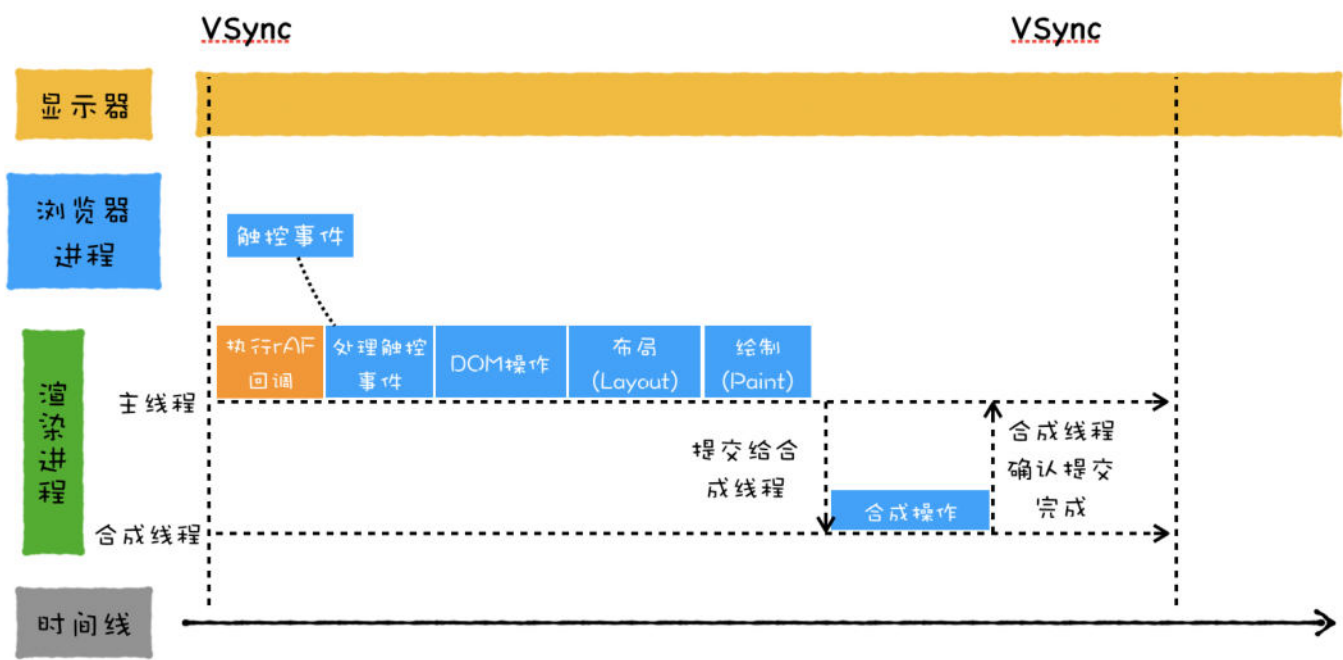 VSync
VSync
显示器
浏览器
进程
触控事件
执行rAF
回调
处理触控
事件
DOM操作
布局
(Layout)
绘制
(Paint)
渲
染
进
程
主线程
提交给合
成线程
合成线程
确认提交
完成
合成操作
合成线程
时间线